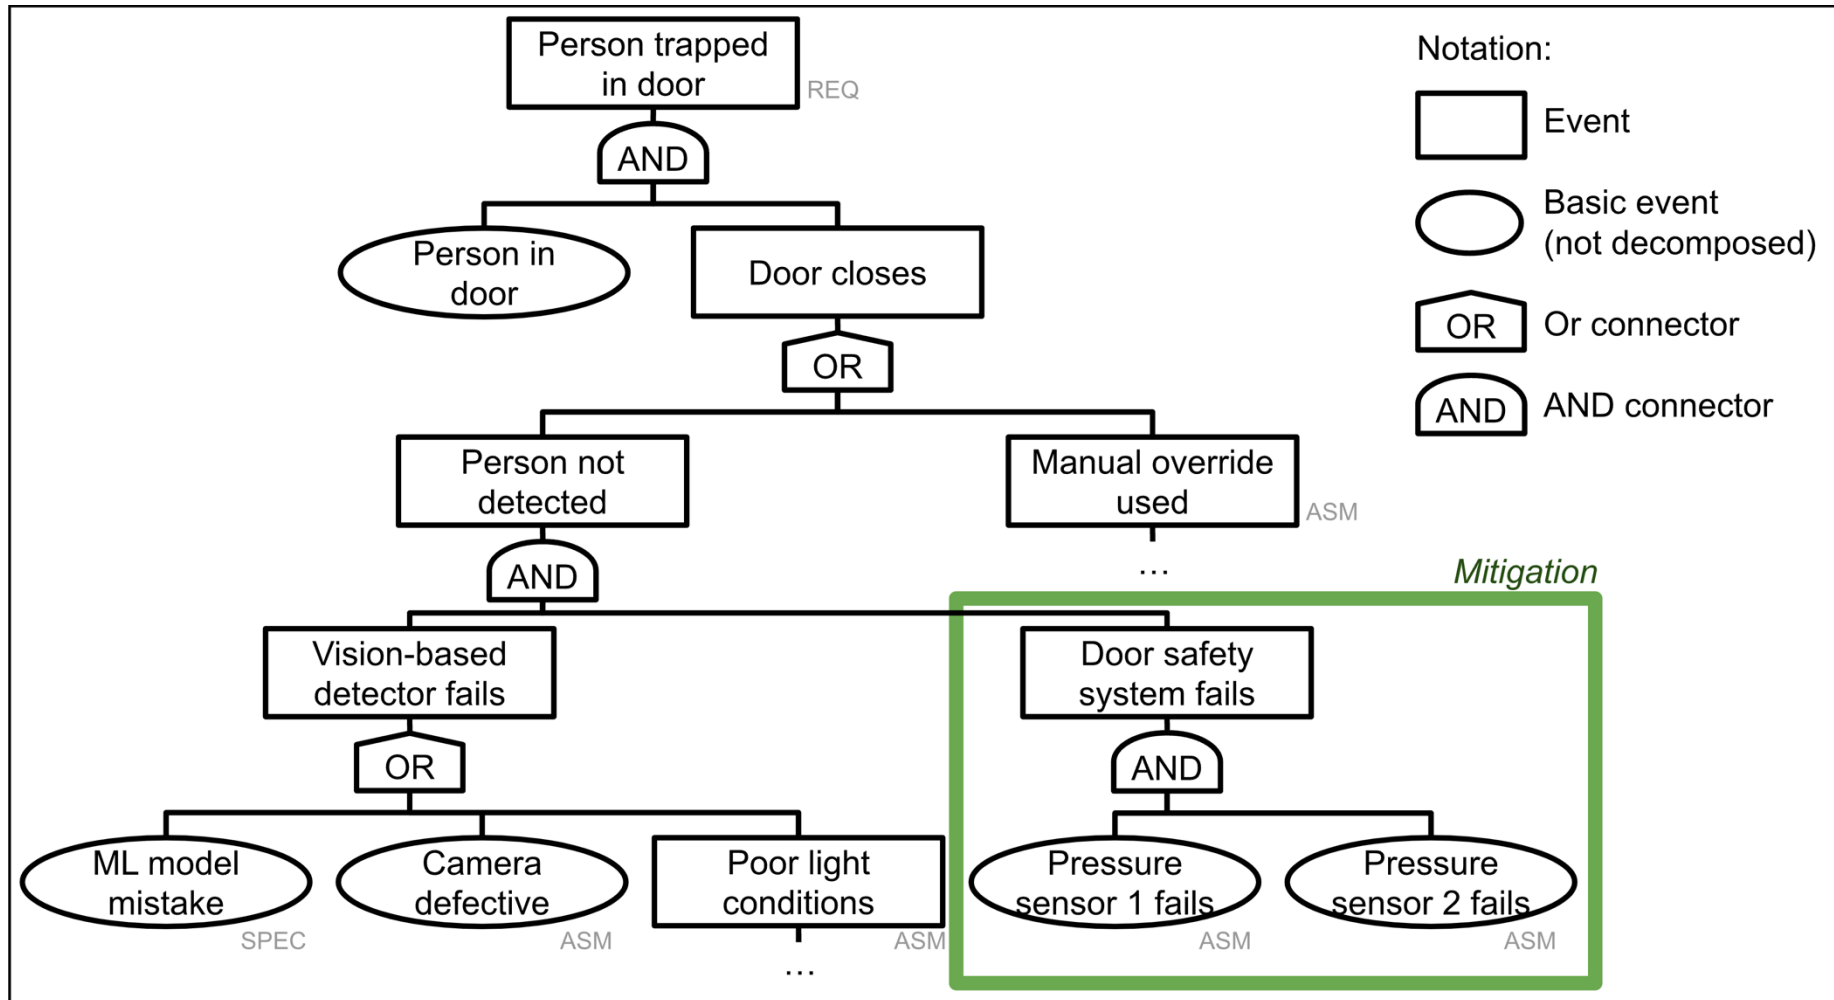 Person trapped
in door
REQ
Notation:
Event
AND
Basic event
(not decomposed)
Person in
door
Door closes
OR
Or connector
OR
AND
AND connector
Person not
detected
Manual override
used
ASM
AND
...
Mitigation
Vision-based
detector fails
Door safety
system fails
OR
AND
ML model
mistake
SPEC
Camera
defective
ASM
Poor light
conditions
ASM
...
Pressure
sensor 1 fails
ASM
Pressure
sensor 2 fails
ASM